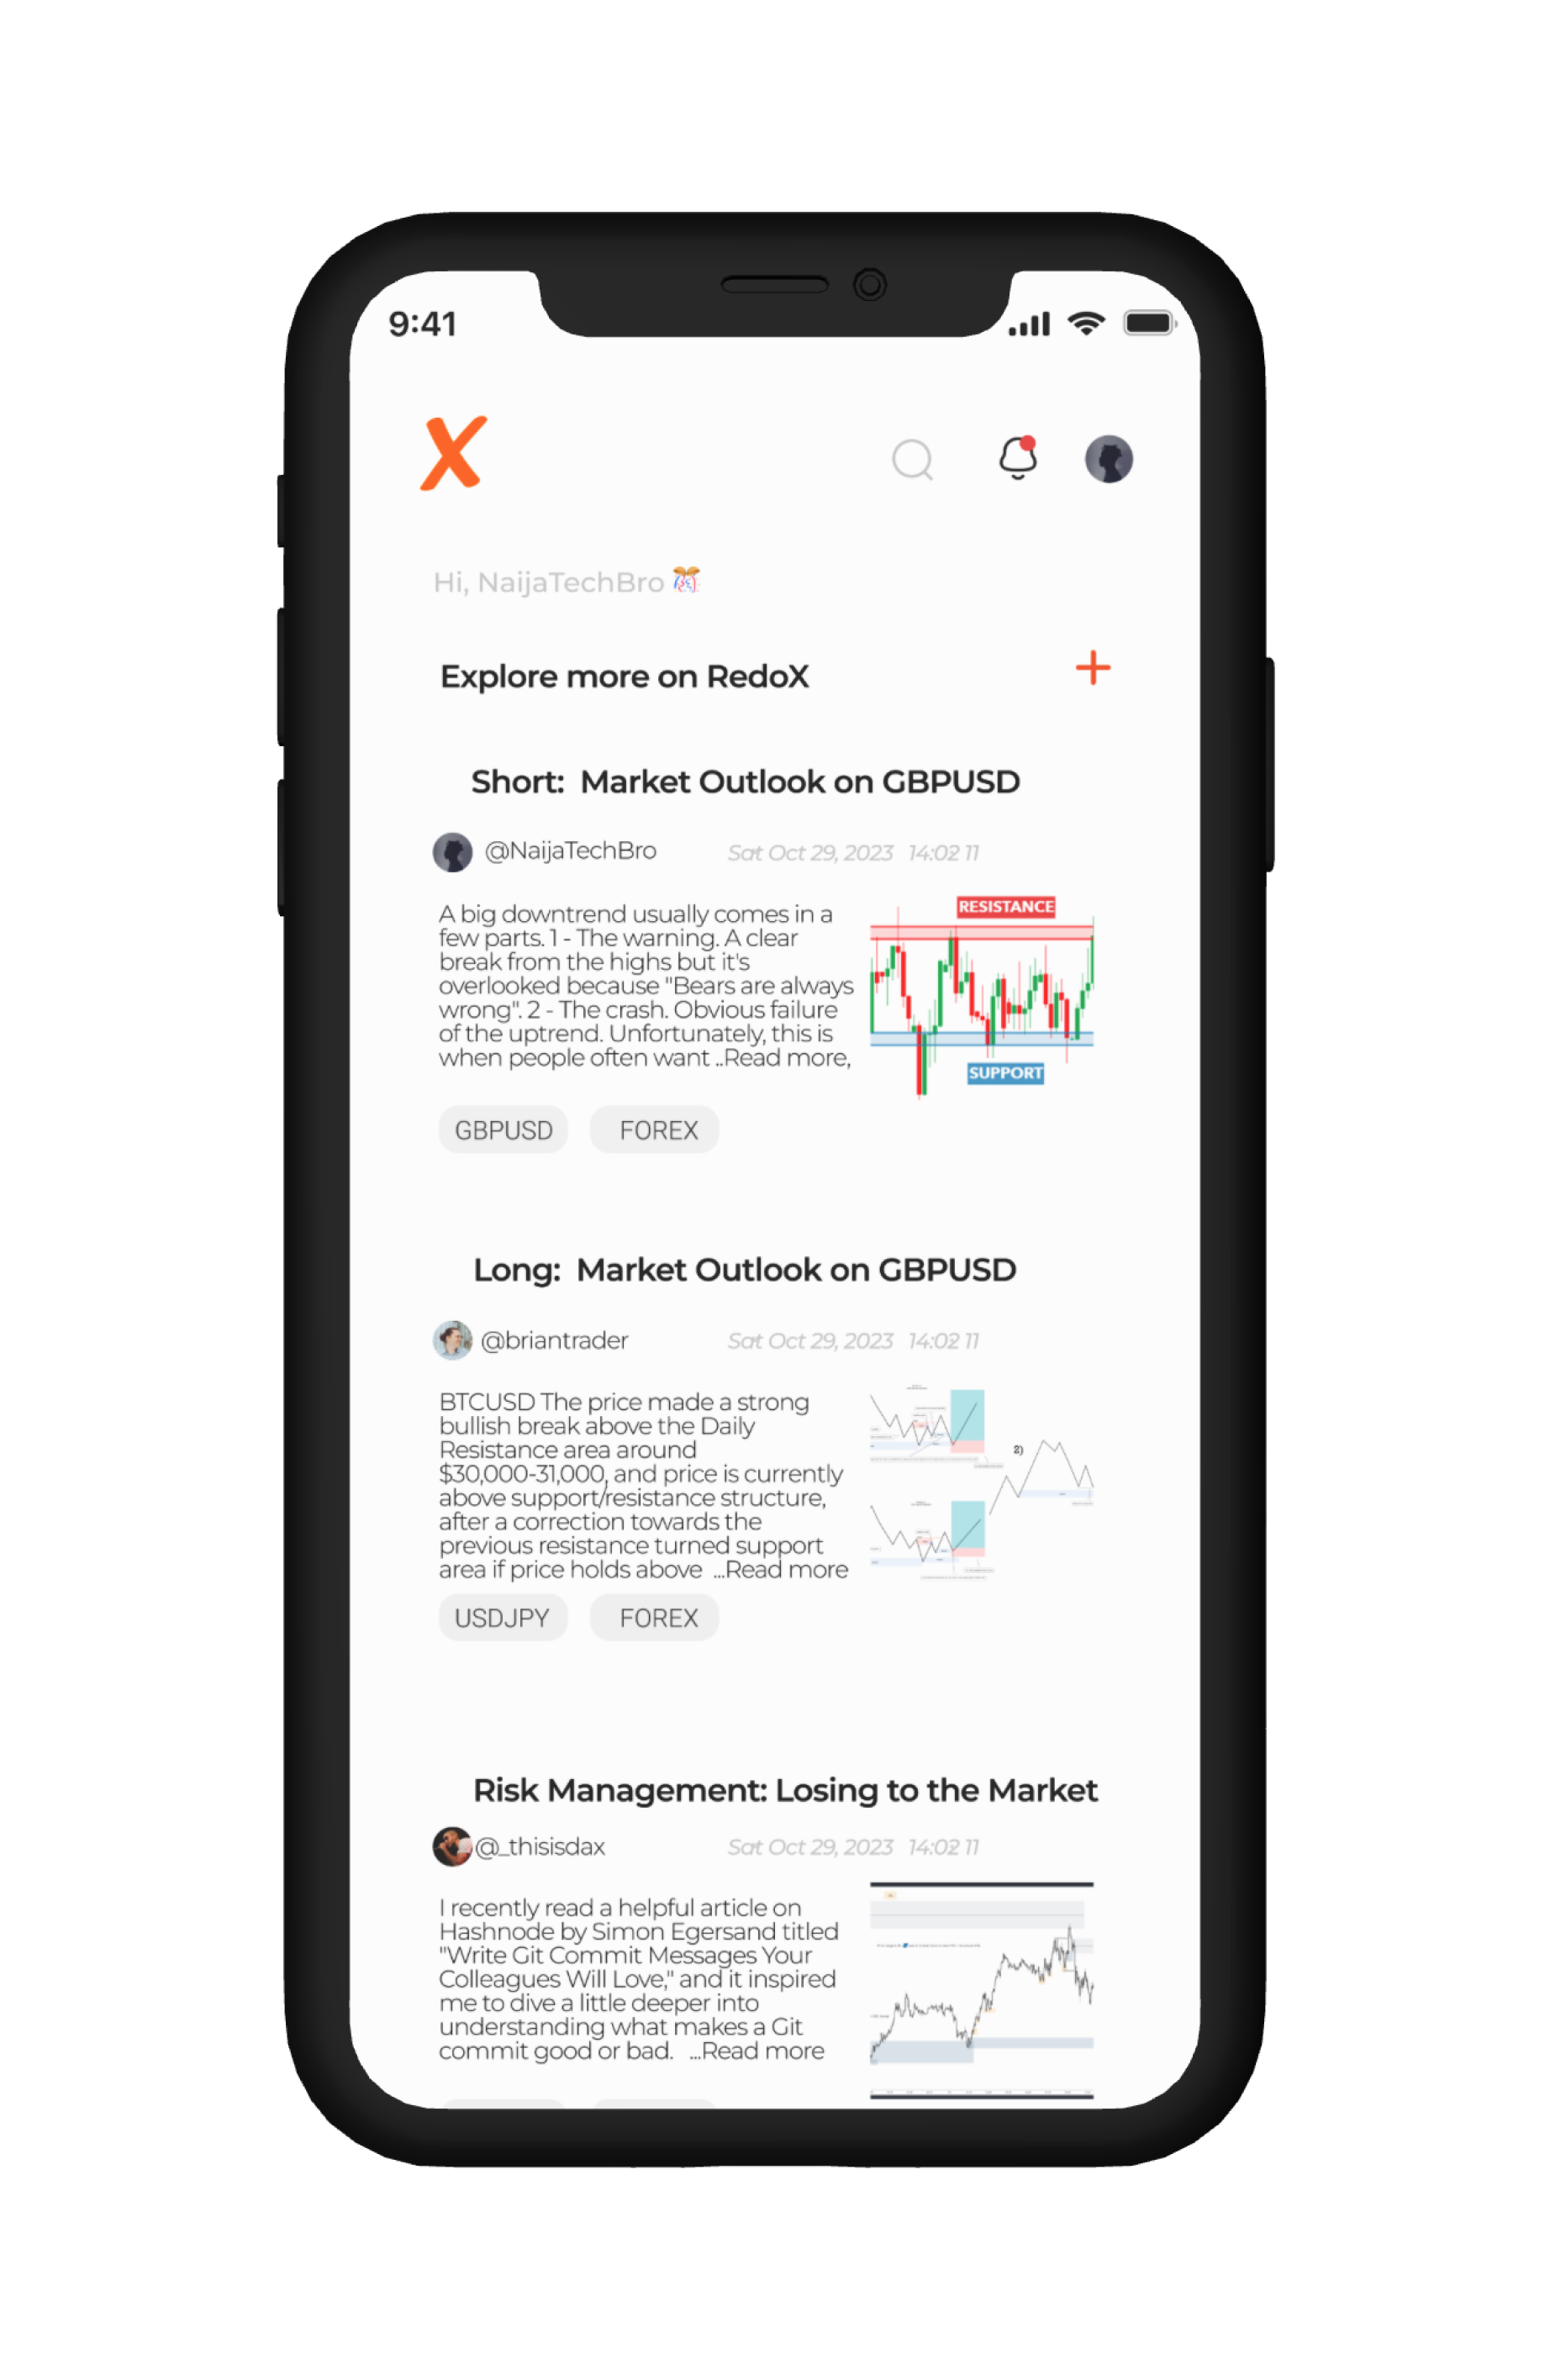 9:41
X
Hi, NaijaTechBro
Explore more on RedoX
Short: Market Outlook on GBPUSD
@NaijaTechBro Sat Oct 29, 2023 14:02 11
A big downtrend usually comes in a
few parts. 1 - The warning. A clear
break from the highs but it's
overlooked because "Bears are always
wrong". 2 - The crash. Obvious failure
of the uptrend. Unfortunately, this is
when people often want ..Read more,
RESISTANCE
SUPPORT
GBPUSD FOREX
Long: Market Outlook on GBPUSD
@briantrader Sat Oct 29, 2023 14:02 11
BTCUSD The price made a strong
bullish break above the Daily
Resistance area around
$30,000-31,000, and price is currently
above support/resistance structure,
after a correction towards the
previous resistance turned support
area if price holds above ...Read more
2)
USDJPY FOREX
Risk Management: Losing to the Market
@_thisisdax Sat Oct 29, 2023 14:02 11
I recently read a helpful article on
Hashnode by Simon Egersand titled
"Write Git Commit Messages Your
Colleagues Will Love," and it inspired
me to dive a little deeper into
understanding what makes a Git
commit good or bad. ...Read more